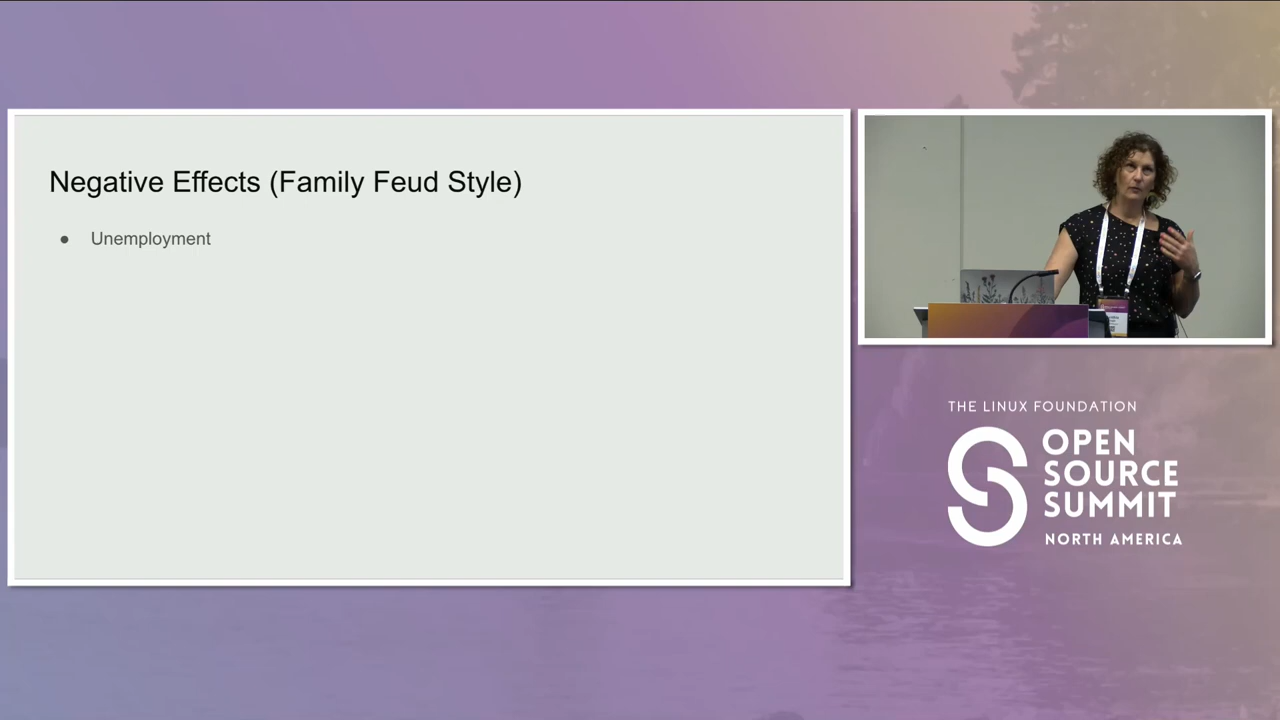 Negative Effects (Family Feud Style)
● Unemployment
THE LINUX FOUNDATION
OPEN
SOURCE
SUMMIT
NORTH AMERICA